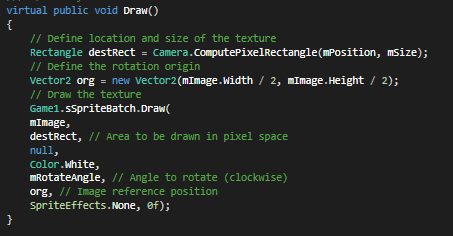 virtual public void Draw()
{
// Define location and size of the texture
Rectangle destRect = Camera.ComputePixelRectangle(mPosition, mSize);
// Define the rotation origin
Vector2 org = new Vector2(mImage.Width / 2, mImage.Height / 2);
// Draw the texture
Game1.sSpriteBatch.Draw(
mImage,
destRect, // Area to be drawn in pixel space
null,
Color.White,
mRotateAngle, // Angle to rotate (clockwise)
org, // Image reference position
SpriteEffects.None, 0f);
}